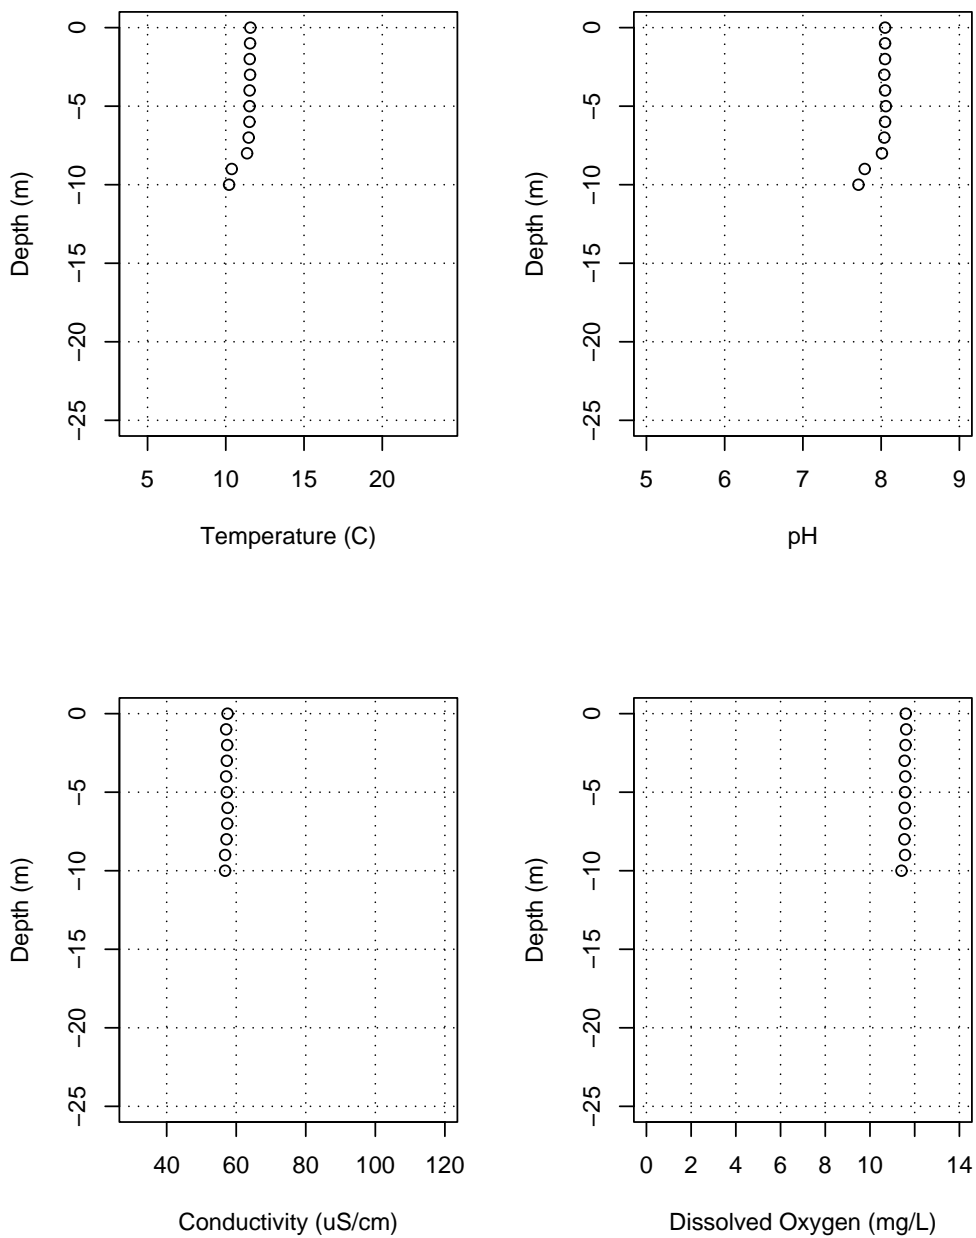 0
−5
−10
−15
−20
−25
Depth (m)
5 10 15 20
Temperature (C)
0
−5
−10
−15
−20
−25
Depth (m)
5 6 7 8 9
pH
0
−5
−10
−15
−20
−25
Depth (m)
40 60 80 100 120
Conductivity (uS/cm)
0
−5
−10
−15
−20
−25
Depth (m)
0 2 4 6 8 10 14
Dissolved Oxygen (mg/L)